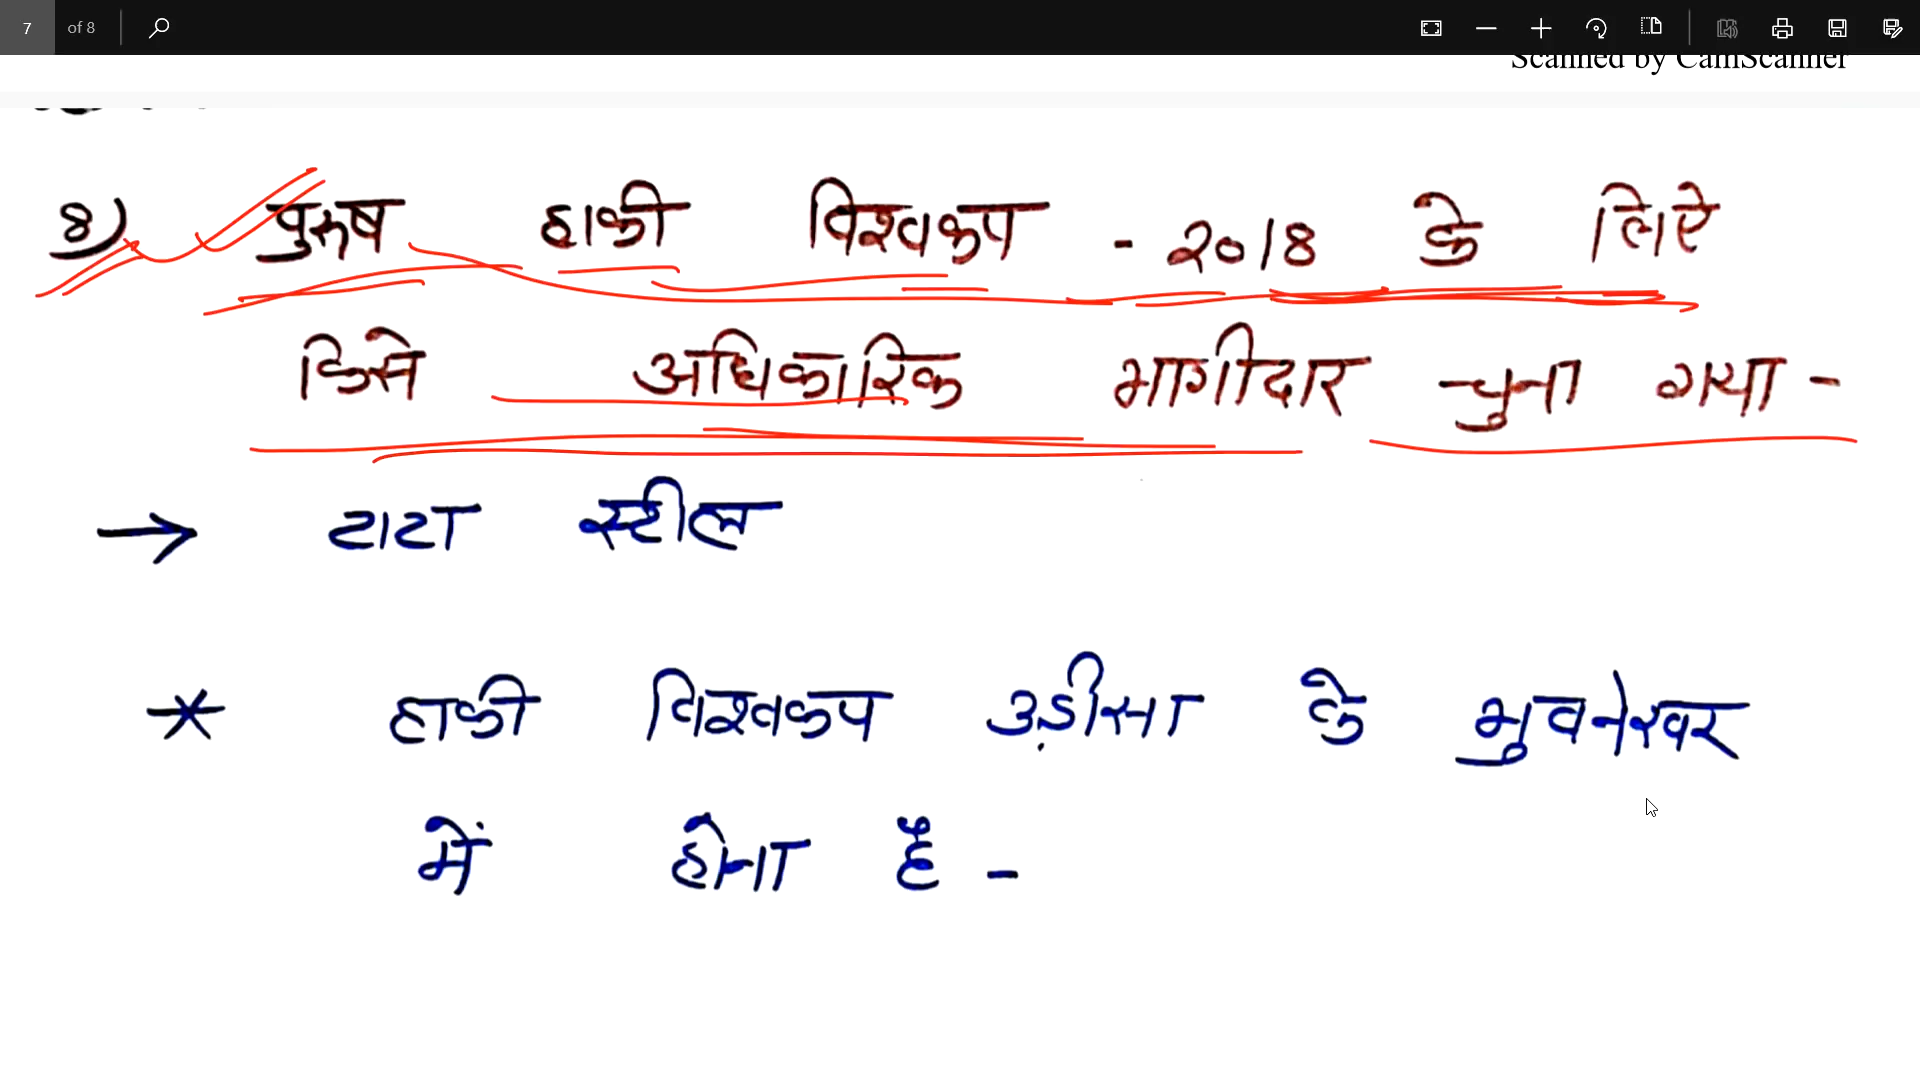 7 of 8
Scanned by CamScanner
8) पुरुष हाकी विश्वकप - 2018 के लिऐ
किसे अधिकारिक भागीदार चुना गया -
→ टाटा स्टील
* हाकी विश्वकप उड़ीसा के भुवनेश्वर
में होना है -